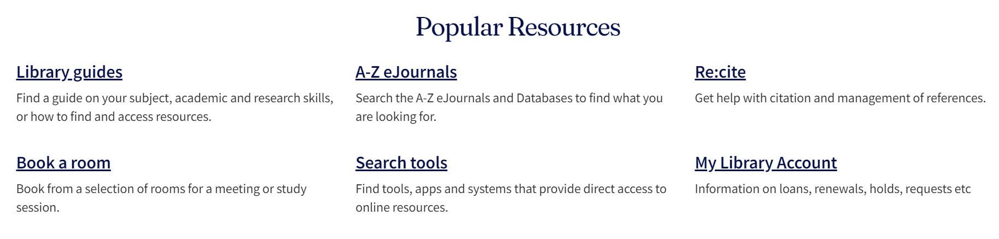 Popular Resources
Library guides
Find a guide on your subject, academic and research skills,
or how to find and access resources.
A-Z eJournals
Search the A-Z eJournals and Databases to find what you
are looking for.
Re:cite
Get help with citation and management of references.
Book a room
Book from a selection of rooms for a meeting or study
session.
Search tools
Find tools, apps and systems that provide direct access to
online resources.
My Library Account
Information on loans, renewals, holds, requests etc